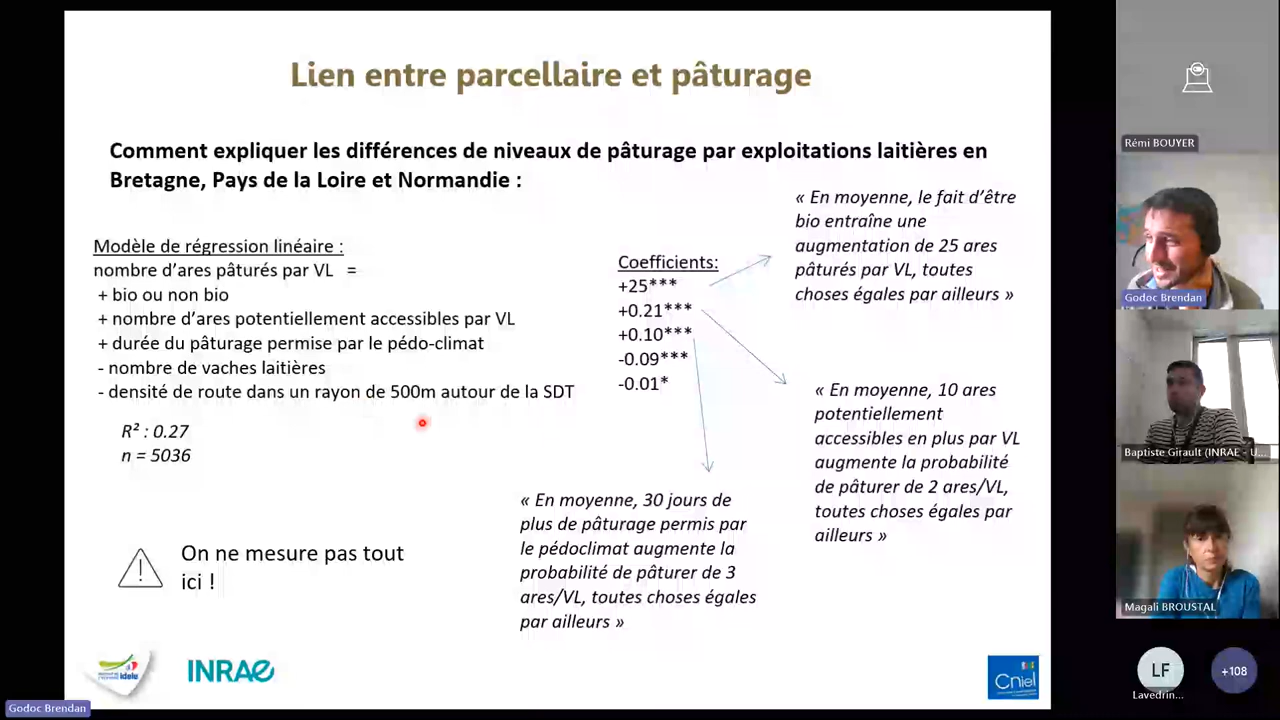 Lien entre parcellaire et pâturage
Comment expliquer les différences de niveaux de pâturage par exploitations laitières en
Bretagne, Pays de la Loire et Normandie :
Modèle de régression linéaire :
nombre d'ares pâturés par VL =
+ bio ou non bio
+ nombre d'ares potentiellement accessibles par VL
+ durée du pâturage permise par le pédo-climat
- nombre de vaches laitières
- densité de route dans un rayon de 500m autour de la SDT
R² : 0.27
n = 5036
Coefficients:
+25***
+0.21***
+0.10***
-0.09***
-0.01*
« En moyenne, le fait d'être
bio entraîne une
augmentation de 25 ares
pâturés par VL, toutes
choses égales par ailleurs »
« En moyenne, 10 ares
potentiellement
accessibles en plus par VL
augmente la probabilité
de pâturer de 2 ares/VL,
toutes choses égales par
ailleurs »
« En moyenne, 30 jours de
plus de pâturage permis par
le pédoclimat augmente la
probabilité de pâturer de 3
ares/VL, toutes choses égales
par ailleurs »
On ne mesure pas tout
ici !
idele
INRAE
Cniel
Godoc Brendan
Rémi BOUYER
Godoc Brendan
Baptiste Girault (INRAE - U...
Magali BROUSTAL
LF
Lavedrin...
+108